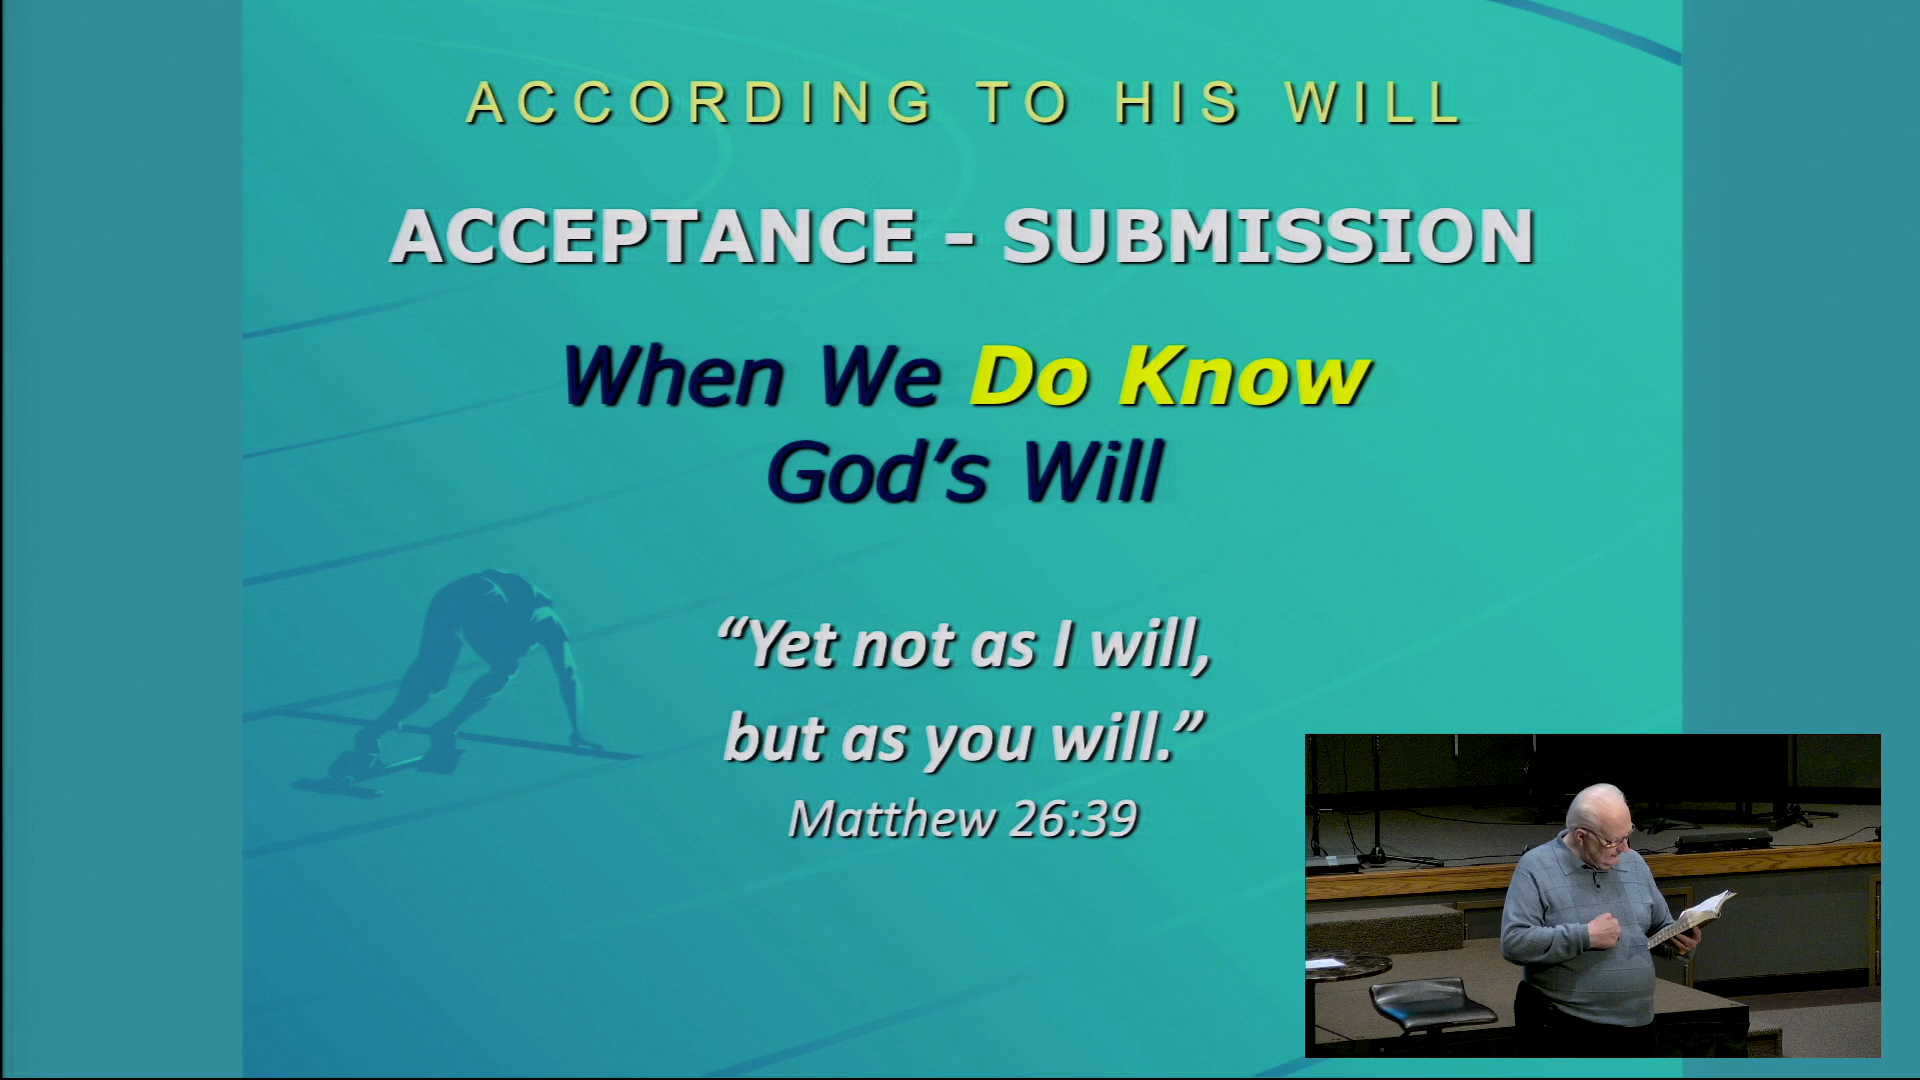 ACCORDING TO HIS WILL
ACCEPTANCE - SUBMISSION
When We Do Know
God’s Will
“Yet not as I will,
but as you will.”
Matthew 26:39